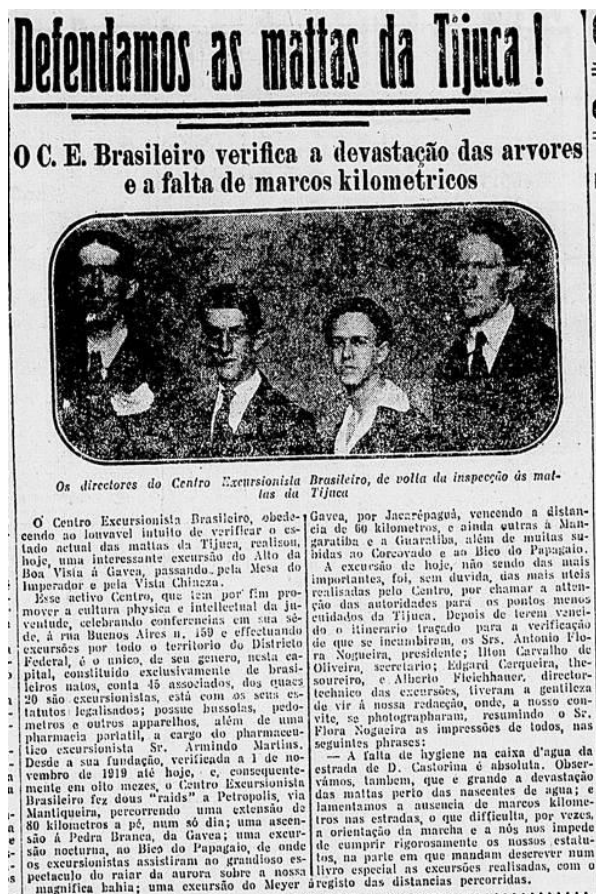 Defendamos as mattas da Tijuca !
O C. E. Brasileiro verifica a devastação das arvores
e a falta de marcos kilometricos
Os directores do Centro Excursionista Brasileiro, de volta da inspecção ás mat-
tas da Tijuca
O Centro Excursionista Brasileiro, obede-
cendo ao louvavel intuito de verificar o es-
tado actual das mattas da Tijuca, realison,
hoje, uma interessante excursão do Alto da
Boa Vista á Gavea, passando pela Mesa do
Imperador e pela Vista Chineza.
Esse activo Centro, que tem por fim pro-
mover a cultura physica e intellectual da ju-
ventude, celebrando conferencias em sua sé-
de, á rua Buenos Aires n. 159 e effectuando
excursões por todo o territorio do Districto
Federal, é o unico, de seu genero, nesta ca-
pital, constituido exclusivamente de brasi-
leiros natos, conta 45 associados, dos quaes
20 são excursionistas, está com os seus es-
tatutos legalisados; possue bussolas, pedo-
metros e outros apparelhos, além de uma
pharmacia portatil, a cargo do pharmaceu-
tico excursionista Sr. Armindo Martins.
Desde a sua fundação, verificada a 1 de no-
vembro de 1919 até hoje, e, consequente-
mente em oito mezes, o Centro Excursionista
Brasileiro fez dous "raids" a Petropolis, via
Mantiqueira, percorrendo uma extensão de
80 kilometros a pé, num só dia; uma ascen-
são á Pedra Branca, da Gavea; uma excur-
são nocturna, ao Bico do Papagaio, de onde
os excursionistas assistiram ao grandioso es-
pectaculo do raiar da aurora sobre a nossa
magnifica bahia; uma excursão do Meyer á
Gavea, por Jacarépaguá, vencendo a distan-
cia de 60 kilometros, e ainda outras á Man-
garatiba e a Guaratiba, além de muitas su-
bidas ao Corcovado e ao Bico do Papagaio.
A excursão de hoje, não sendo das mais
importantes, foi, sem duvida, das mais uteis
realisadas pelo Centro, por chamar a atten-
ção das autoridades para os pontos menos
cuidados da Tijuca. Depois de terem venci-
do o itinerario traçado para a verificação
de que se incumbiram, os Srs. Antonio Flo-
ra Nogueira, presidente; Ilton Carvalho de
Oliveira, secretario; Edgard Cerqueira, the-
soureiro, e Alberto Fleichhauer, director-
technico das excursões, tiveram a gentileza
de vir á nossa redacção, onde, a nosso con-
vite, se photographaram, resumindo o Sr.
Flora Nogueira as impressões de todos, nas
seguintes phrases:
— A falta de hygiene na caixa d'agua da
estrada de D. Castorina é absoluta. Obser-
vámos, tambem, que é grande a devastação
das mattas perto das nascentes de agua; e
lamentamos a ausencia de marcos kilome-
tros nas estradas, o que difficulta, por vezes,
a orientação da marcha e a nós nos impede
de cumprir rigorosamente os nossos estatu-
tos, na parte em que mandam descrever num
livro especial as excursões realisadas, com o
registo das distancias percorridas.